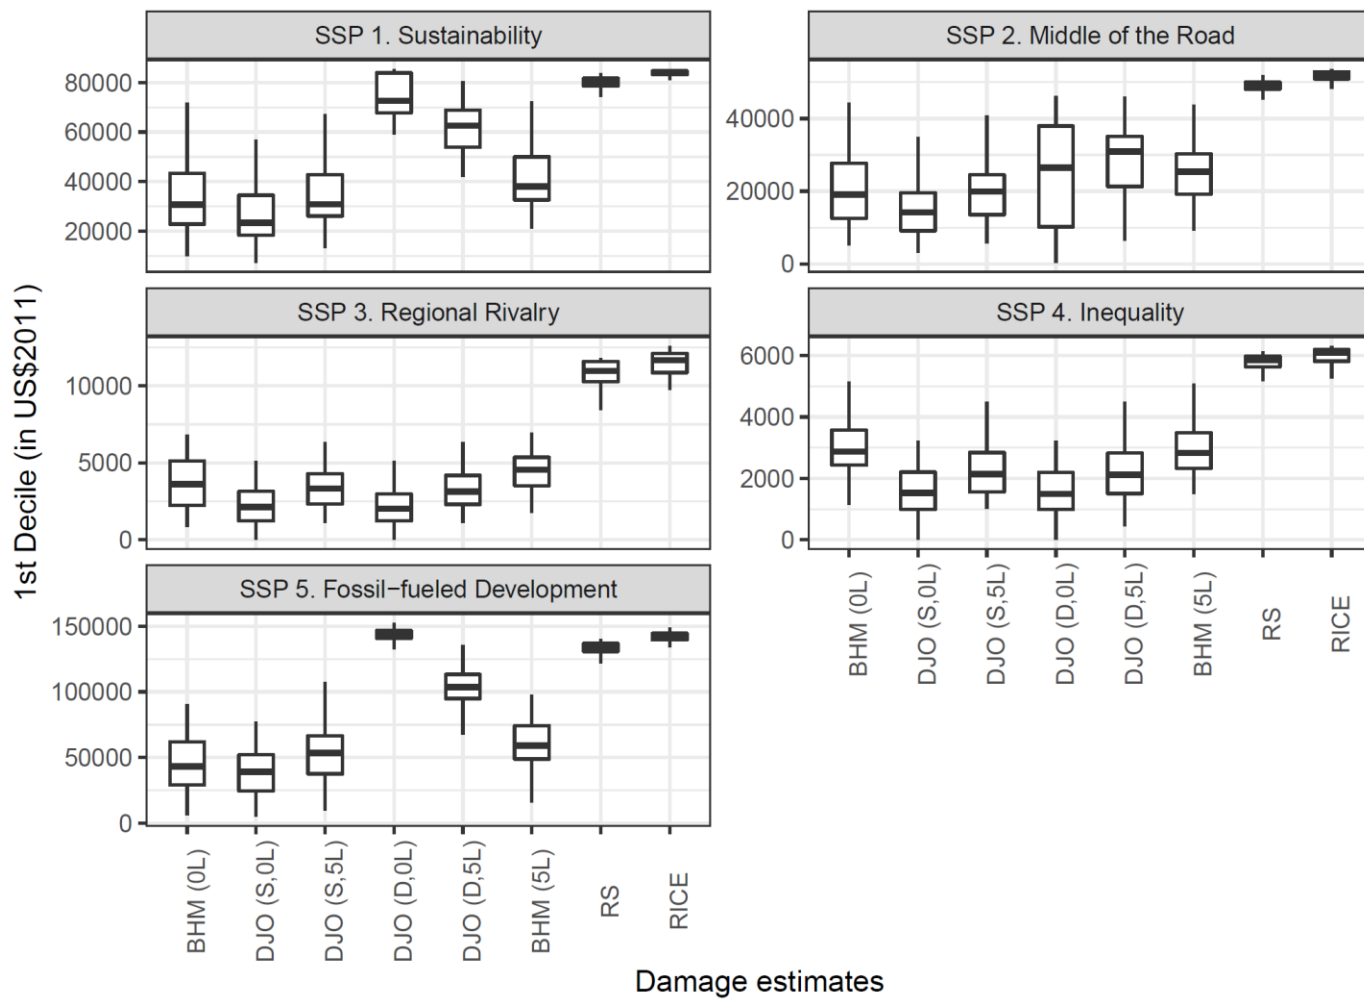 SSP 1. Sustainability
SSP 2. Middle of the Road
80000
60000
40000
20000
40000
20000
0
SSP 3. Regional Rivalry
SSP 4. Inequality
10000
5000
0
6000
4000
2000
0
1st Decile (in US$2011)
SSP 5. Fossil−fueled Development
150000
100000
50000
0
BHM (0L)
DJO (S,0L)
DJO (S,5L)
DJO (D,0L)
DJO (D,5L)
BHM (5L)
RS
RICE
BHM (0L)
DJO (S,0L)
DJO (S,5L)
DJO (D,0L)
DJO (D,5L)
BHM (5L)
RS
RICE
Damage estimates